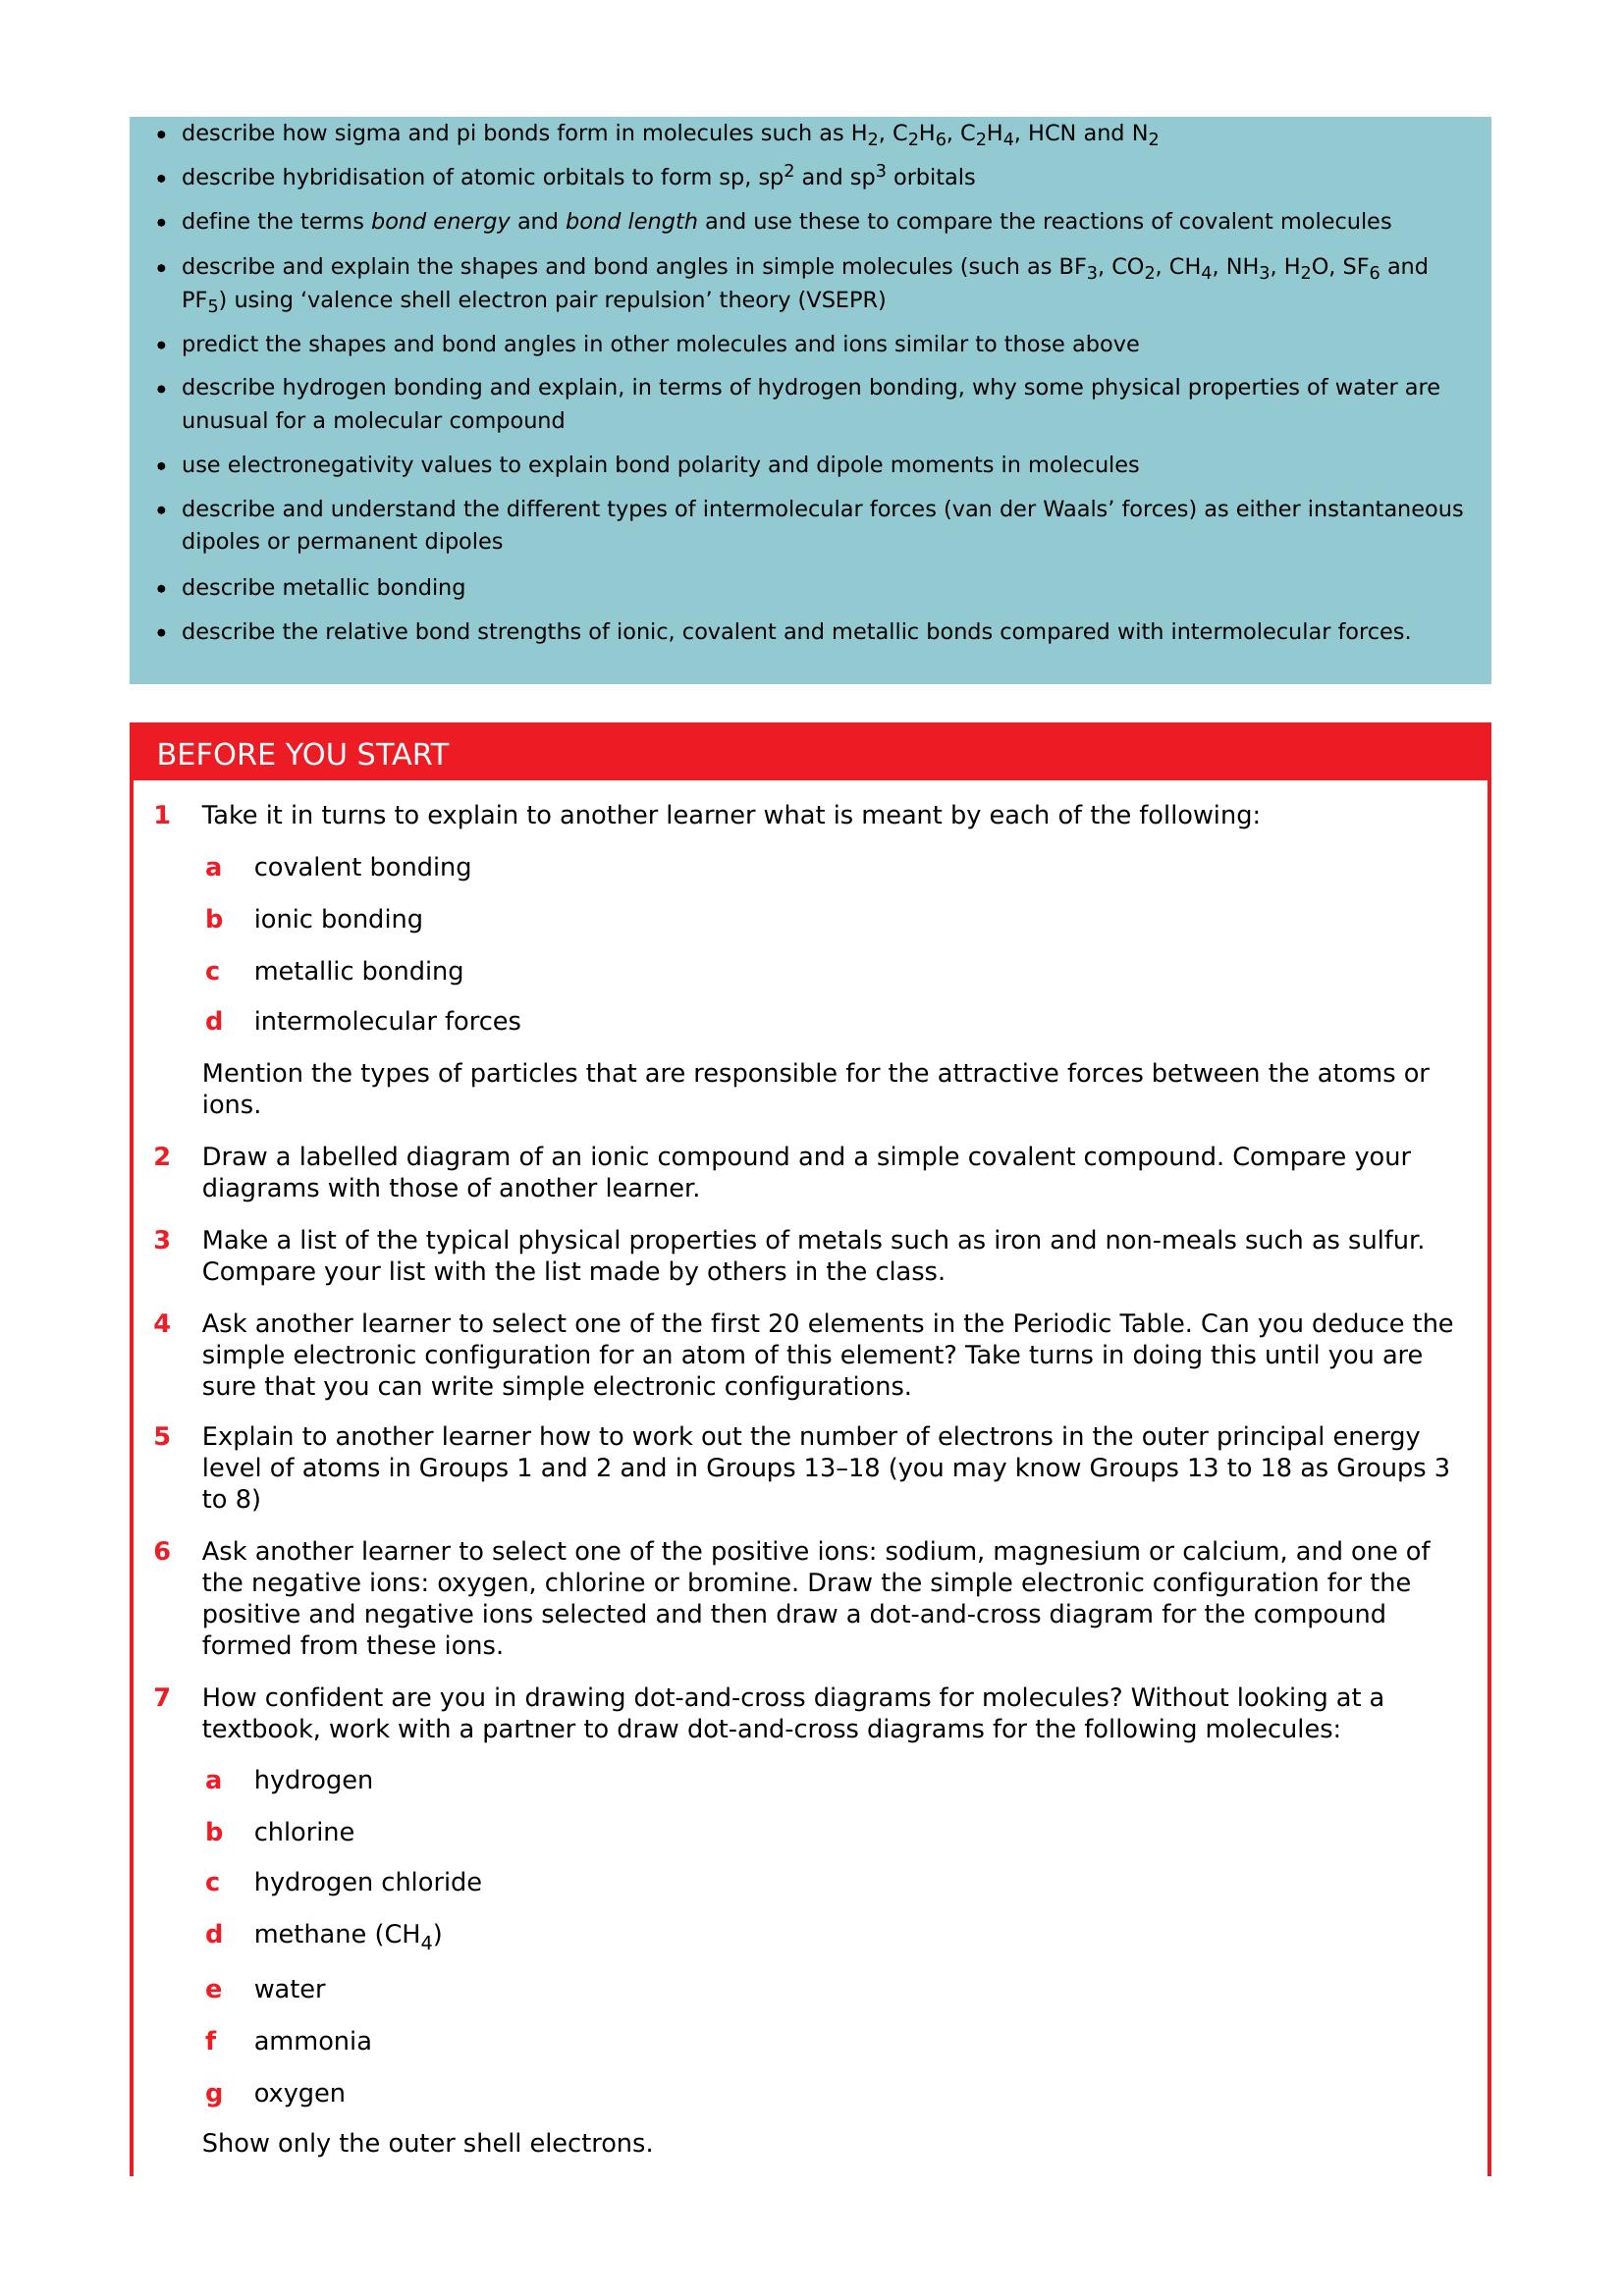 • describe how sigma and pi bonds form in molecules such as H₂, C₂H₆, C₂H₄, HCN and N₂
• describe hybridisation of atomic orbitals to form sp, sp² and sp³ orbitals
• define the terms bond energy and bond length and use these to compare the reactions of covalent molecules
• describe and explain the shapes and bond angles in simple molecules (such as BF₃, CO₂, CH₄, NH₃, H₂O, SF₆ and
PF₅) using ‘valence shell electron pair repulsion’ theory (VSEPR)
• predict the shapes and bond angles in other molecules and ions similar to those above
• describe hydrogen bonding and explain, in terms of hydrogen bonding, why some physical properties of water are
unusual for a molecular compound
• use electronegativity values to explain bond polarity and dipole moments in molecules
• describe and understand the different types of intermolecular forces (van der Waals’ forces) as either instantaneous
dipoles or permanent dipoles
• describe metallic bonding
• describe the relative bond strengths of ionic, covalent and metallic bonds compared with intermolecular forces.
BEFORE YOU START
1 Take it in turns to explain to another learner what is meant by each of the following:
a covalent bonding
b ionic bonding
c metallic bonding
d intermolecular forces
Mention the types of particles that are responsible for the attractive forces between the atoms or
ions.
2 Draw a labelled diagram of an ionic compound and a simple covalent compound. Compare your
diagrams with those of another learner.
3 Make a list of the typical physical properties of metals such as iron and non-meals such as sulfur.
Compare your list with the list made by others in the class.
4 Ask another learner to select one of the first 20 elements in the Periodic Table. Can you deduce the
simple electronic configuration for an atom of this element? Take turns in doing this until you are
sure that you can write simple electronic configurations.
5 Explain to another learner how to work out the number of electrons in the outer principal energy
level of atoms in Groups 1 and 2 and in Groups 13–18 (you may know Groups 13 to 18 as Groups 3
to 8)
6 Ask another learner to select one of the positive ions: sodium, magnesium or calcium, and one of
the negative ions: oxygen, chlorine or bromine. Draw the simple electronic configuration for the
positive and negative ions selected and then draw a dot-and-cross diagram for the compound
formed from these ions.
7 How confident are you in drawing dot-and-cross diagrams for molecules? Without looking at a
textbook, work with a partner to draw dot-and-cross diagrams for the following molecules:
a hydrogen
b chlorine
c hydrogen chloride
d methane (CH₄)
e water
f ammonia
g oxygen
Show only the outer shell electrons.